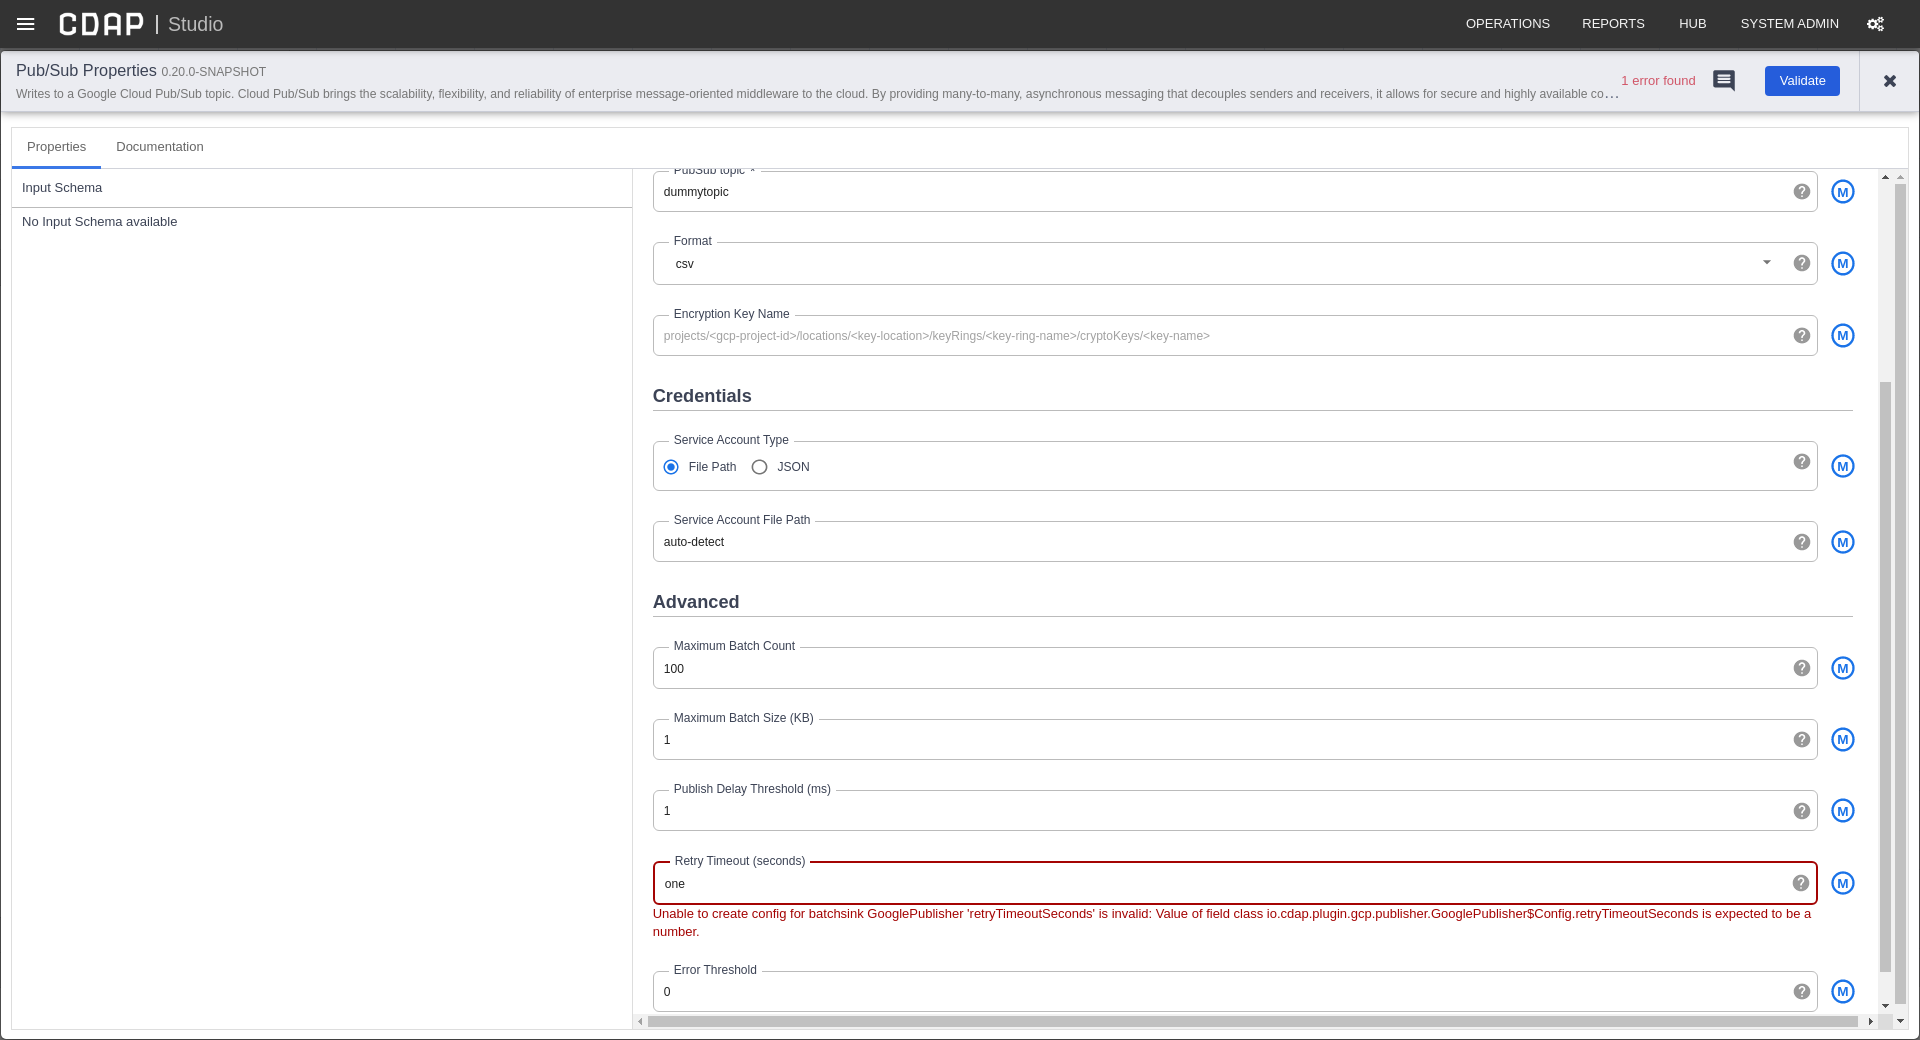 CDAP | Studio
OPERATIONS REPORTS HUB SYSTEM ADMIN
Pub/Sub Properties 0.20.0-SNAPSHOT
Writes to a Google Cloud Pub/Sub topic. Cloud Pub/Sub brings the scalability, flexibility, and reliability of enterprise message-oriented middleware to the cloud. By providing many-to-many, asynchronous messaging that decouples senders and receivers, it allows for secure and highly available co...
1 error found
Validate
Properties Documentation
Input Schema
No Input Schema available
PubSub topic *
dummytopic
M
Format
csv
M
Encryption Key Name
projects/<gcp-project-id>/locations/<key-location>/keyRings/<key-ring-name>/cryptoKeys/<key-name>
M
Credentials
Service Account Type
File Path JSON
M
Service Account File Path
auto-detect
M
Advanced
Maximum Batch Count
100
M
Maximum Batch Size (KB)
1
M
Publish Delay Threshold (ms)
1
M
Retry Timeout (seconds)
one
M
Unable to create config for batchsink GooglePublisher 'retryTimeoutSeconds' is invalid: Value of field class io.cdap.plugin.gcp.publisher.GooglePublisher$Config.retryTimeoutSeconds is expected to be a
number.
Error Threshold
0
M